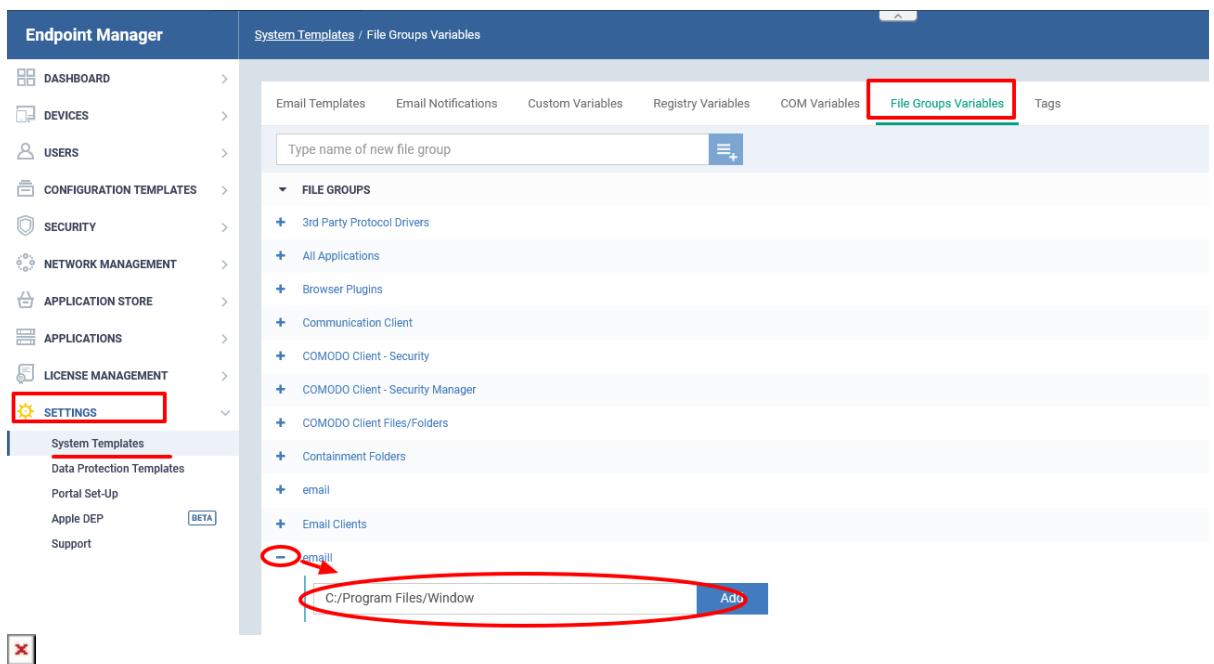 Endpoint Manager
System Templates / File Groups Variables
DASHBOARD
DEVICES
USERS
CONFIGURATION TEMPLATES
SECURITY
NETWORK MANAGEMENT
APPLICATION STORE
APPLICATIONS
LICENSE MANAGEMENT
SETTINGS
System Templates
Data Protection Templates
Portal Set-Up
Apple DEP BETA
Support
Email Templates Email Notifications Custom Variables Registry Variables COM Variables File Groups Variables Tags
Type name of new file group
FILE GROUPS
3rd Party Protocol Drivers
All Applications
Browser Plugins
Communication Client
COMODO Client - Security
COMODO Client - Security Manager
COMODO Client Files/Folders
Containment Folders
email
Email Clients
emaill
C:/Program Files/Window Add